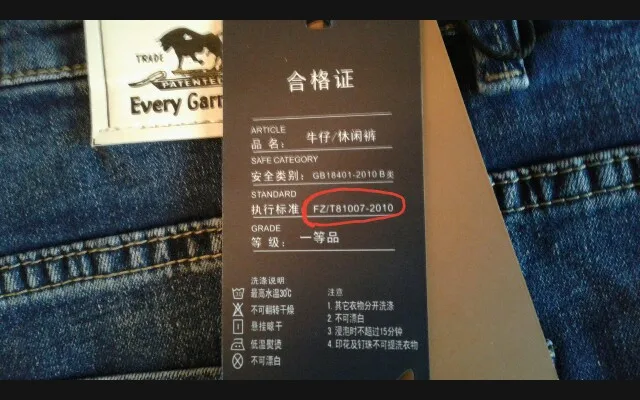 TRADE
PATENTED
Every Garm
合格证
ARTICLE
品 名： 牛仔/休闲裤
SAFE CATEGORY
安全类别： GB18401-2010 B类
STANDARD
执行标准： FZ/T81007-2010
GRADE
等 级： 一等品
洗涤说明
最高水温30℃
不可翻转干燥
悬挂晾干
低温熨烫
不可漂白
注意
1. 其它衣物分开洗涤
2. 不可漂白
3. 浸泡时不超过15分钟
4. 印花及钉珠不可提洗衣物